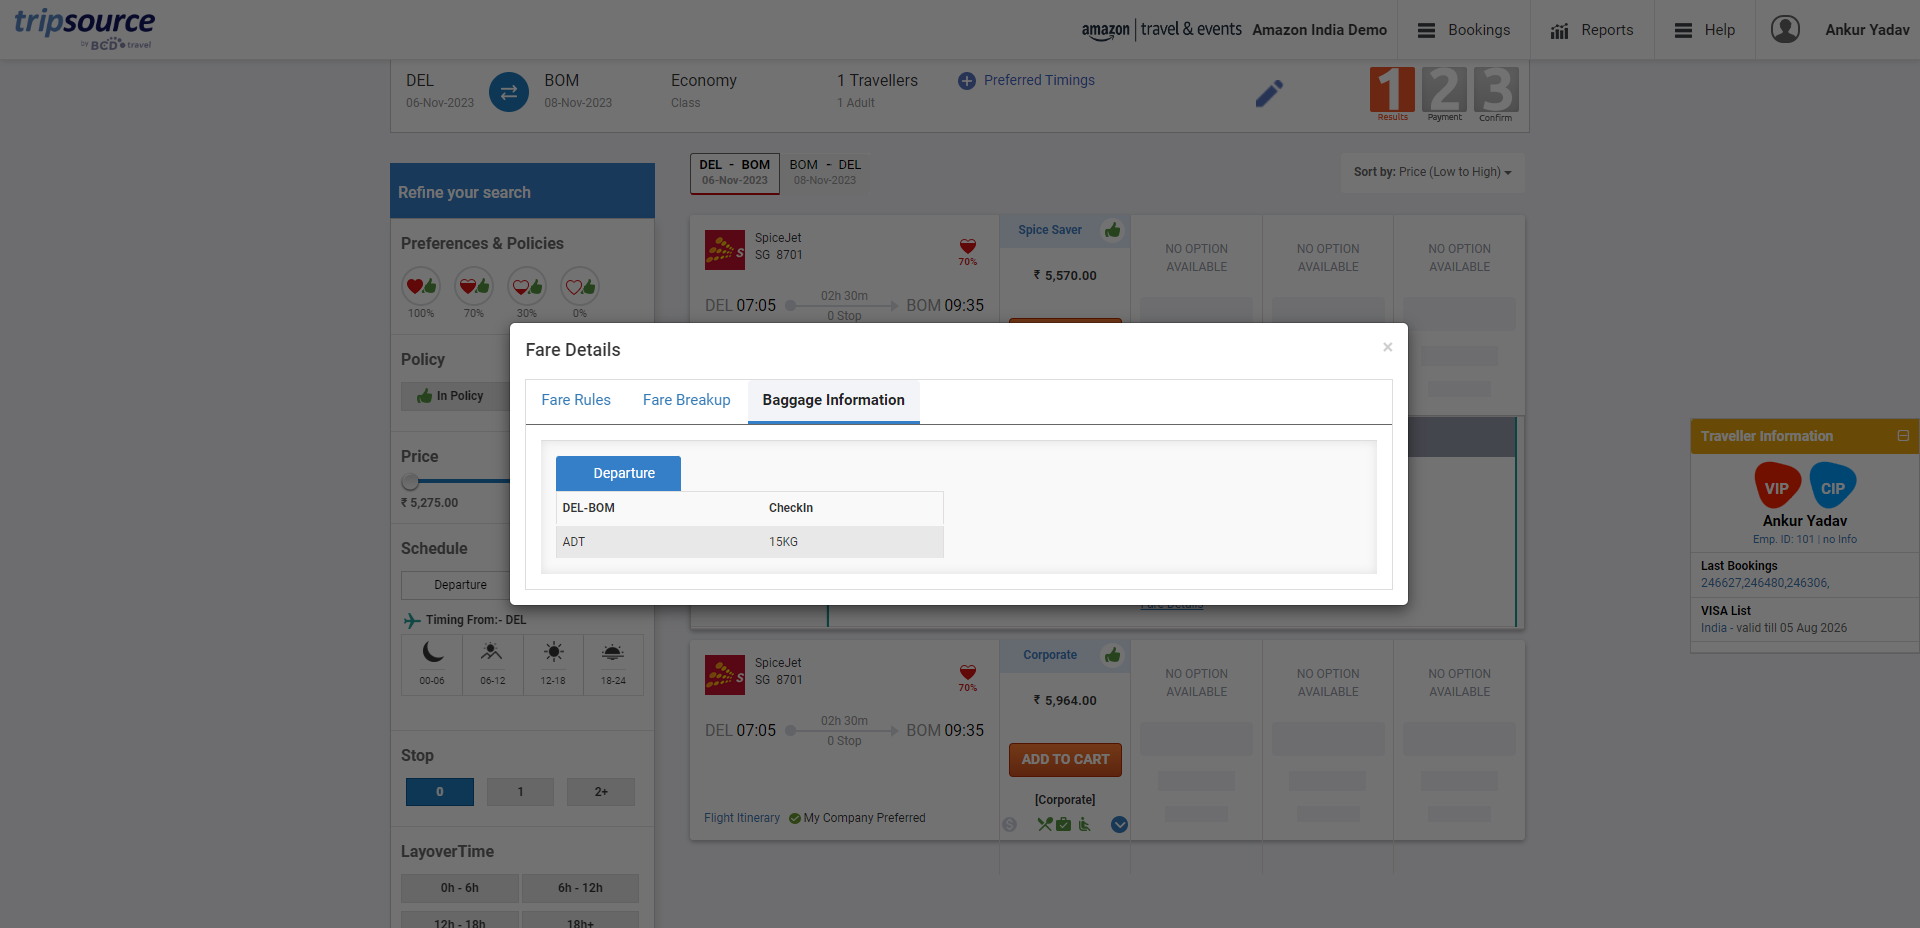 tripsource
by BCD travel
amazon travel & events
Amazon India Demo
Bookings
Reports
Help
Ankur Yadav
DEL
06-Nov-2023
BOM
08-Nov-2023
Economy
Class
1 Travellers
1 Adult
Preferred Timings
1 2 3
Results Payment Confirm
Refine your search
Preferences & Policies
100% 70% 30% 0%
Policy
In Policy
Price
₹ 5,275.00
Schedule
Departure
Timing From:- DEL
00-06 06-12 12-18 18-24
Stop
0 1 2+
LayoverTime
0h - 6h 6h - 12h
12h - 18h 18h+
DEL - BOM
06-Nov-2023
BOM - DEL
08-Nov-2023
Sort by: Price (Low to High)
SpiceJet
SG 8701
70%
DEL 07:05
02h 30m
0 Stop
BOM 09:35
Spice Saver
₹ 5,570.00
NO OPTION
AVAILABLE
NO OPTION
AVAILABLE
NO OPTION
AVAILABLE
Fare Details
×
Fare Rules
Fare Breakup
Baggage Information
Departure
DEL-BOM CheckIn
ADT 15KG
Fare Details
SpiceJet
SG 8701
70%
DEL 07:05
02h 30m
0 Stop
BOM 09:35
Flight Itinerary
My Company Preferred
Corporate
₹ 5,964.00
ADD TO CART
[Corporate]
NO OPTION
AVAILABLE
NO OPTION
AVAILABLE
NO OPTION
AVAILABLE
Traveller Information
VIP CIP
Ankur Yadav
Emp. ID: 101 | no Info
Last Bookings
246627,246480,246306,
VISA List
India - valid till 05 Aug 2026